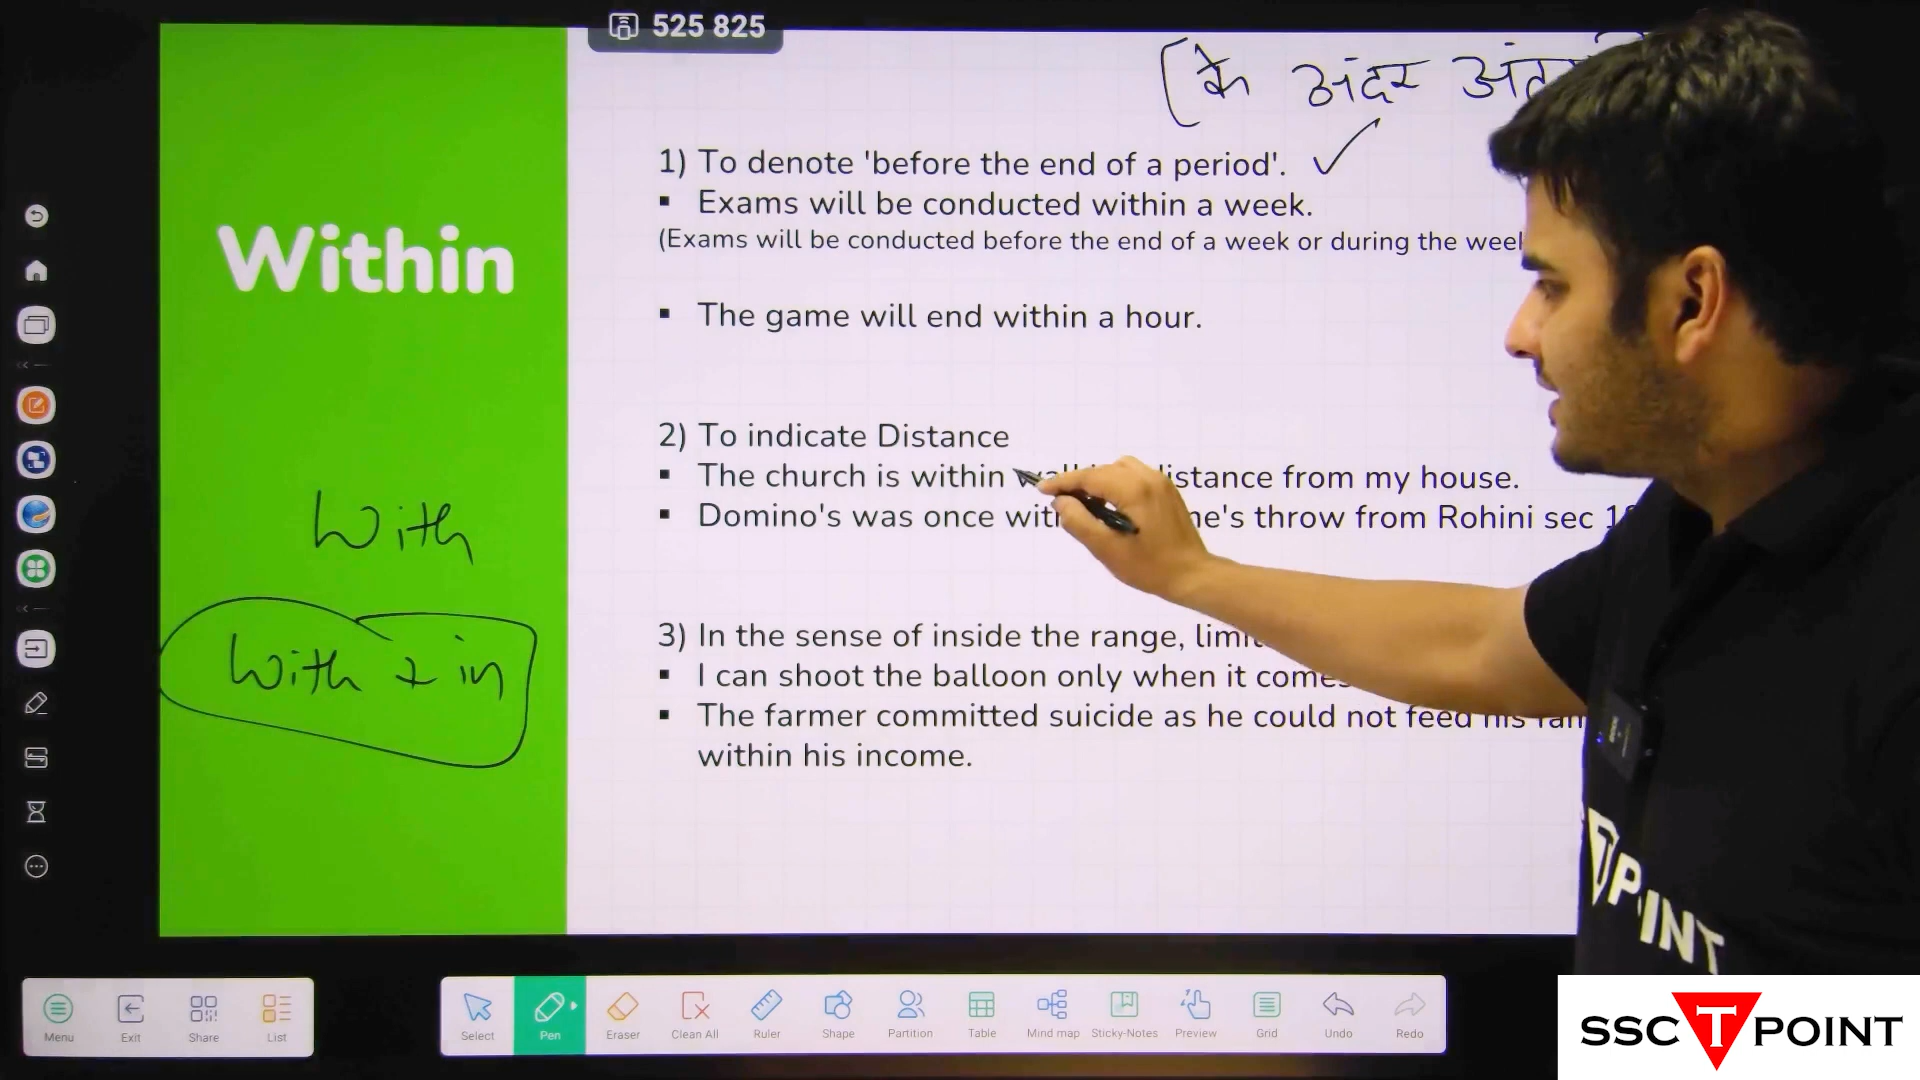 525 825
(के अंदर
1) To denote 'before the end of a period'.
▪ Exams will be conducted within a week.
(Exams will be conducted before the end of a week or during the week
Within
▪ The game will end within a hour.
2) To indicate Distance
▪ The church is within distance from my house.
▪ Domino's was once throw from Rohini sec
With
With + in
3) In the sense of inside the range,
▪ I can shoot the balloon only when it comes
▪ The farmer committed suicide as he could not feed his
within his income.
POINT
Menu Exit Share List
Select Pen Eraser Clean All Ruler Shape Partition Table Mind map Sticky-Notes Preview Grid Undo Redo
SSC T POINT